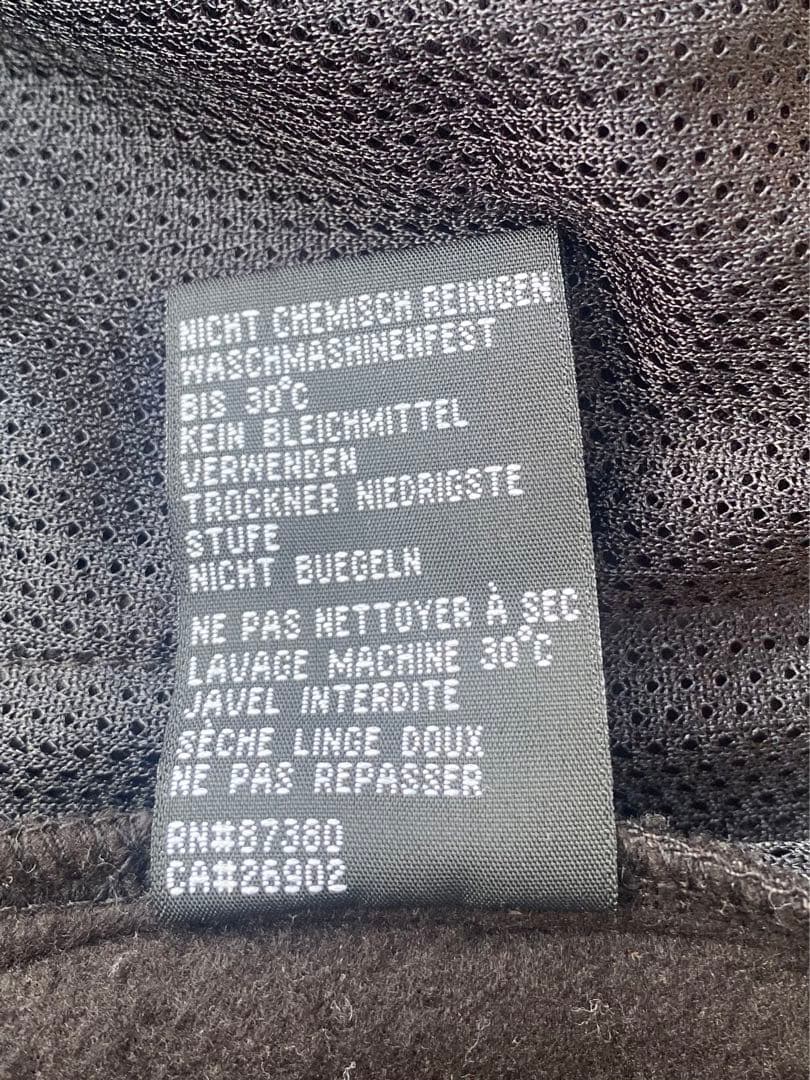 NICHT CHEMISCH REINIGEN
WASCHMASHINENFEST
BIS 30°C
KEIN BLEICHMITTEL
VERWENDEN
TROCKNER NIEDRIGSTE
STUFE
NICHT BUEGELN
NE PAS NETTOYER À SEC
LAVAGE MACHINE 30°C
JAVEL INTERDITE
SÈCHE LINGE DOUX
NE PAS REPASSER
RN#87380
CA#26902